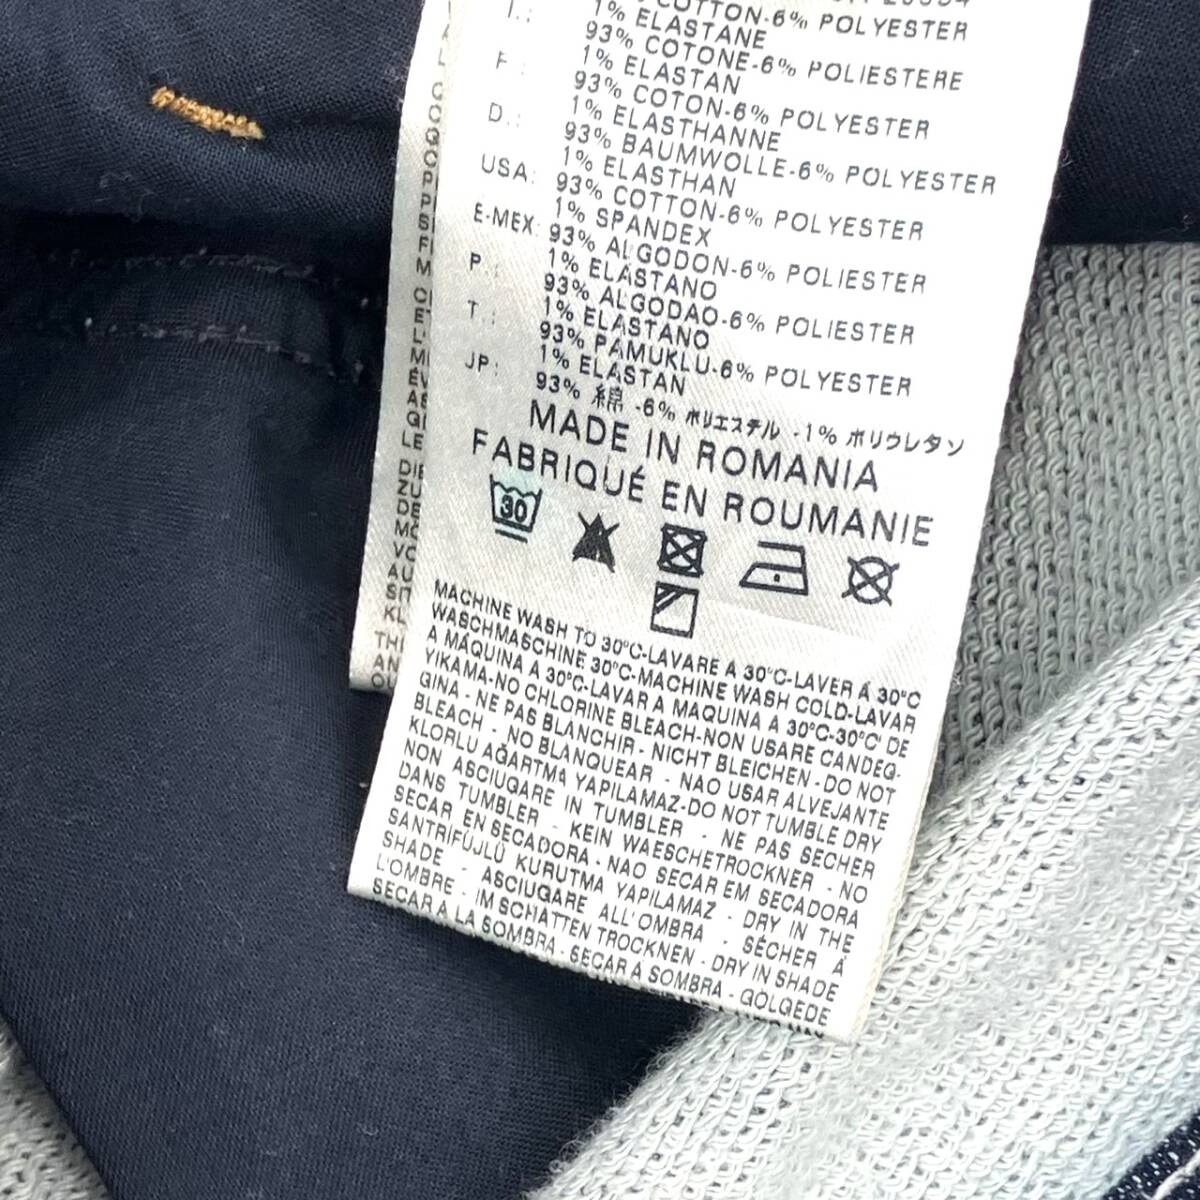 COTTON-6% POLYESTER
1% ELASTANE
I.: 93% COTONE-6% POLIESTERE
1% ELASTAN
F.: 93% COTON-6% POLYESTER
1% ELASTHANNE
D.: 93% BAUMWOLLE-6% POLYESTER
1% ELASTHAN
USA: 93% COTTON-6% POLYESTER
1% SPANDEX
E-MEX: 93% ALGODON-6% POLIESTER
1% ELASTANO
P.: 93% ALGODAO-6% POLIESTER
1% ELASTANO
T.: 93% PAMUKLU-6% POLYESTER
1% ELASTAN
JP: 93% 綿 -6% ポリエステル -1% ポリウレタン
MADE IN ROMANIA
FABRIQUÉ EN ROUMANIE
30
MACHINE WASH TO 30°C-LAVARE A 30°C-LAVER Á 30°C
WASCHMASCHINE 30°C-MACHINE WASH COLD-LAVAR
A MÁQUINA A 30°C-LAVAR A MAQUINA A 30°C-30°C' DE
YIKAMA-NO CHLORINE BLEACH-NON USARE CANDEG-
GINA - NE PAS BLANCHIR - NICHT BLEICHEN - DO NOT
BLEACH - NO BLANQUEAR - NAO USAR ALVEJANTE
KLORLU AĞARTMA YAPILAMAZ-DO NOT TUMBLE DRY
NON ASCIUGARE IN TUMBLER - NE PAS SECHER
DANS TUMBLER - KEIN WAESCHETROCKNER - NO
SECAR EN SECADORA - NAO SECAR EM SECADORA
SANTRİFÜJLÜ KURUTMA YAPILAMAZ - DRY IN THE
SHADE - ASCIUGARE ALL'OMBRA - SÉCHER Á
L'OMBRE - IM SCHATTEN TROCKNEN - DRY IN SHADE
SECAR A LA SOMBRA - SECAR A SOMBRA - GÖLGEDE